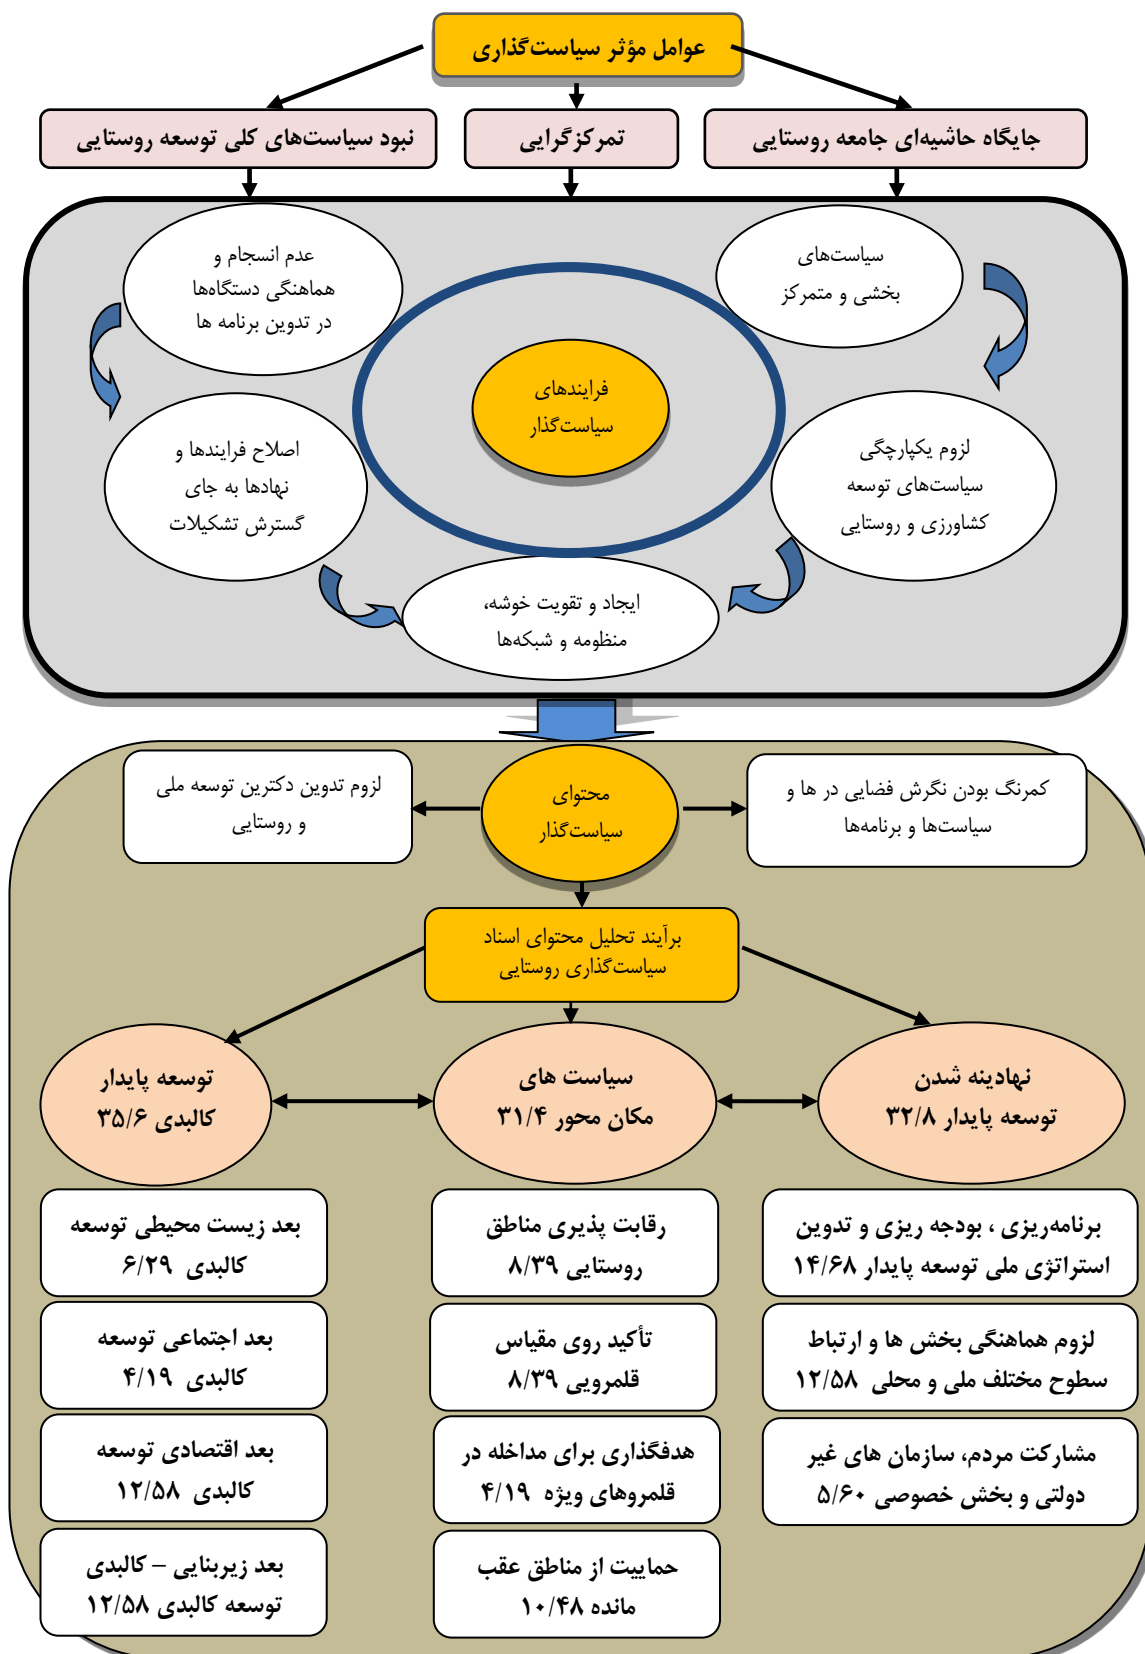 عوامل مؤثر سیاست‌گذاری
جایگاه حاشیه‌ای جامعه روستایی
تمرکزگرایی
نبود سیاست‌های کلی توسعه روستایی
سیاست‌های
بخشی و متمرکز
عدم انسجام و
هماهنگی دستگاه‌ها
در تدوین برنامه ها
فرایندهای
سیاست‌گذار
لزوم یکپارچگی
سیاست‌های توسعه
کشاورزی و روستایی
اصلاح فرایندها و
نهادها به جای
گسترش تشکیلات
ایجاد و تقویت خوشه،
منظومه و شبکه‌ها
محتوای
سیاست‌گذار
کمرنگ بودن نگرش فضایی در ها و
سیاست‌ها و برنامه‌ها
لزوم تدوین دکترین توسعه ملی
و روستایی
برآیند تحلیل محتوای اسناد
سیاست‌گذاری روستایی
نهادینه شدن
توسعه پایدار ۳۲/۸
سیاست های
مکان محور ۳۱/۴
توسعه پایدار
کالبدی ۳۵/۶
برنامه‌ریزی ، بودجه ریزی و تدوین
استراتژی ملی توسعه پایدار ۱۴/۶۸
لزوم هماهنگی بخش ها و ارتباط
سطوح مختلف ملی و محلی ۱۲/۵۸
مشارکت مردم، سازمان های غیر
دولتی و بخش خصوصی ۵/۶۰
رقابت پذیری مناطق
روستایی ۸/۳۹
تأکید روی مقیاس
قلمرویی ۸/۳۹
هدفگذاری برای مداخله در
قلمروهای ویژه ۴/۱۹
حماییت از مناطق عقب
مانده ۱۰/۴۸
بعد زیست محیطی توسعه
کالبدی ۶/۲۹
بعد اجتماعی توسعه
کالبدی ۴/۱۹
بعد اقتصادی توسعه
کالبدی ۱۲/۵۸
بعد زیربنایی – کالبدی
توسعه کالبدی ۱۲/۵۸